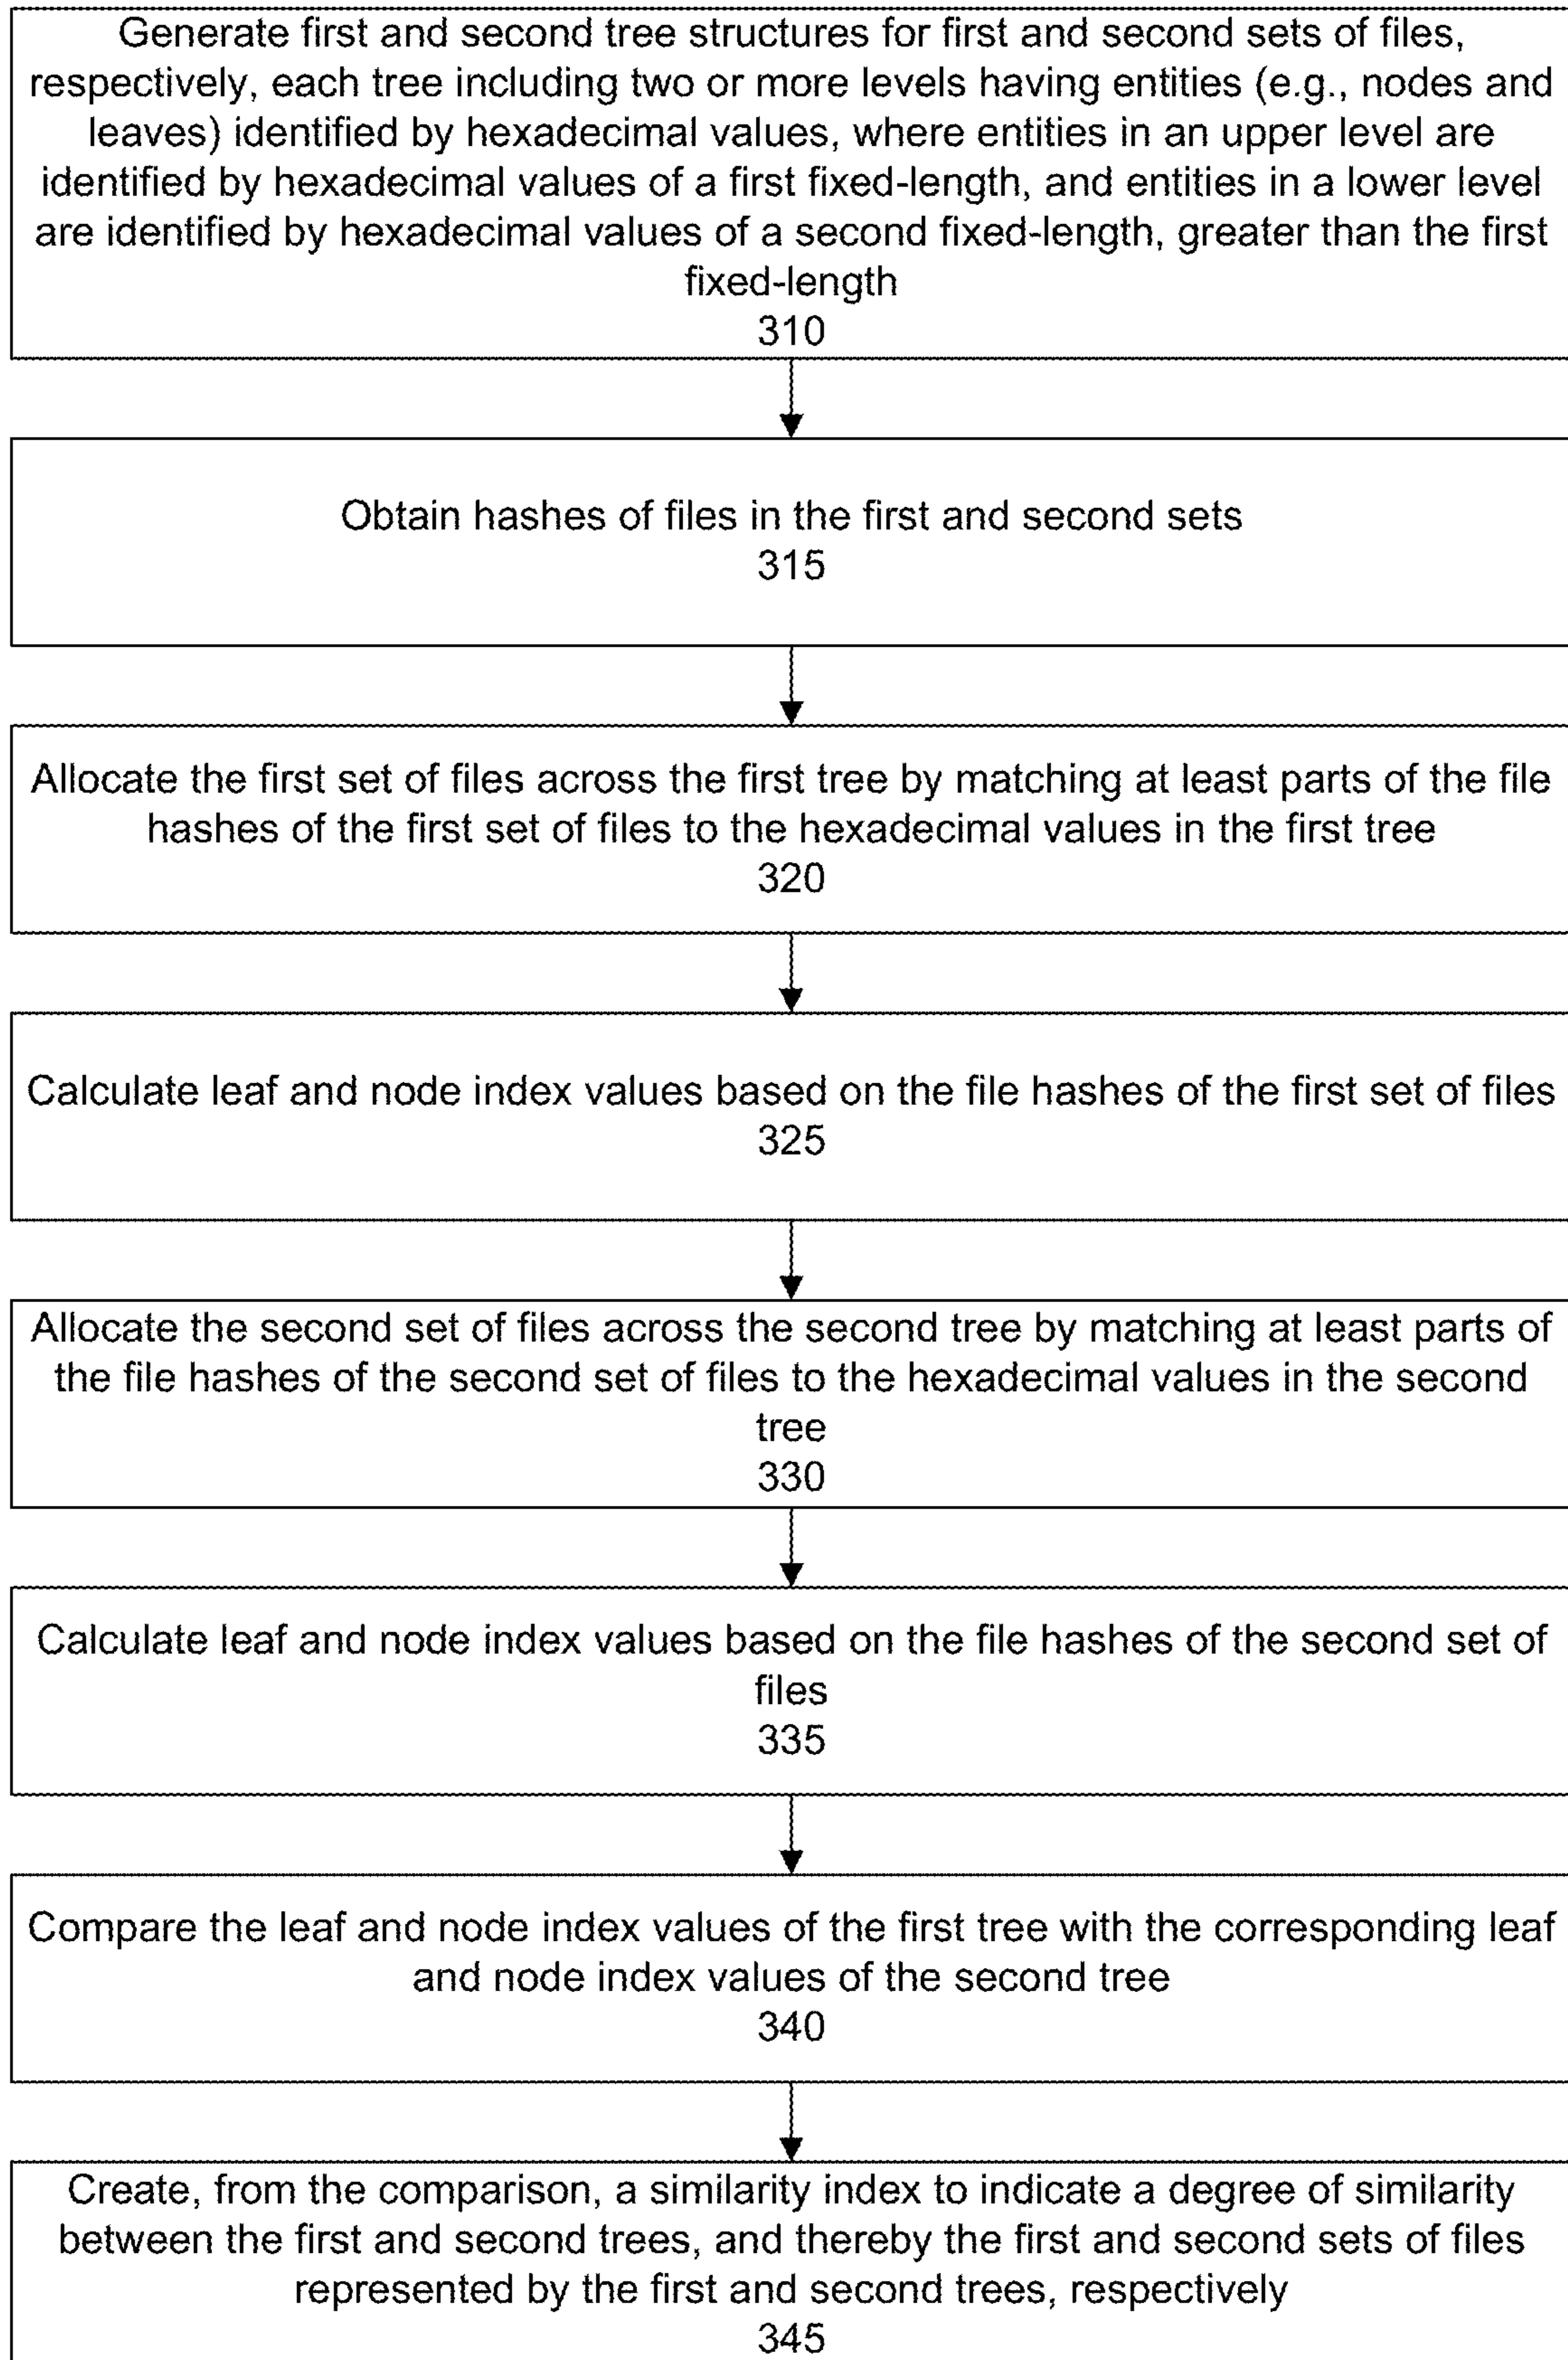 Generate first and second tree structures for first and second sets of files,
respectively, each tree including two or more levels having entities (e.g., nodes and
leaves) identified by hexadecimal values, where entities in an upper level are
identified by hexadecimal values of a first fixed-length, and entities in a lower level
are identified by hexadecimal values of a second fixed-length, greater than the first
fixed-length
310
Obtain hashes of files in the first and second sets
315
Allocate the first set of files across the first tree by matching at least parts of the file
hashes of the first set of files to the hexadecimal values in the first tree
320
Calculate leaf and node index values based on the file hashes of the first set of files
325
Allocate the second set of files across the second tree by matching at least parts of
the file hashes of the second set of files to the hexadecimal values in the second
tree
330
Calculate leaf and node index values based on the file hashes of the second set of
files
335
Compare the leaf and node index values of the first tree with the corresponding leaf
and node index values of the second tree
340
Create, from the comparison, a similarity index to indicate a degree of similarity
between the first and second trees, and thereby the first and second sets of files
represented by the first and second trees, respectively
345